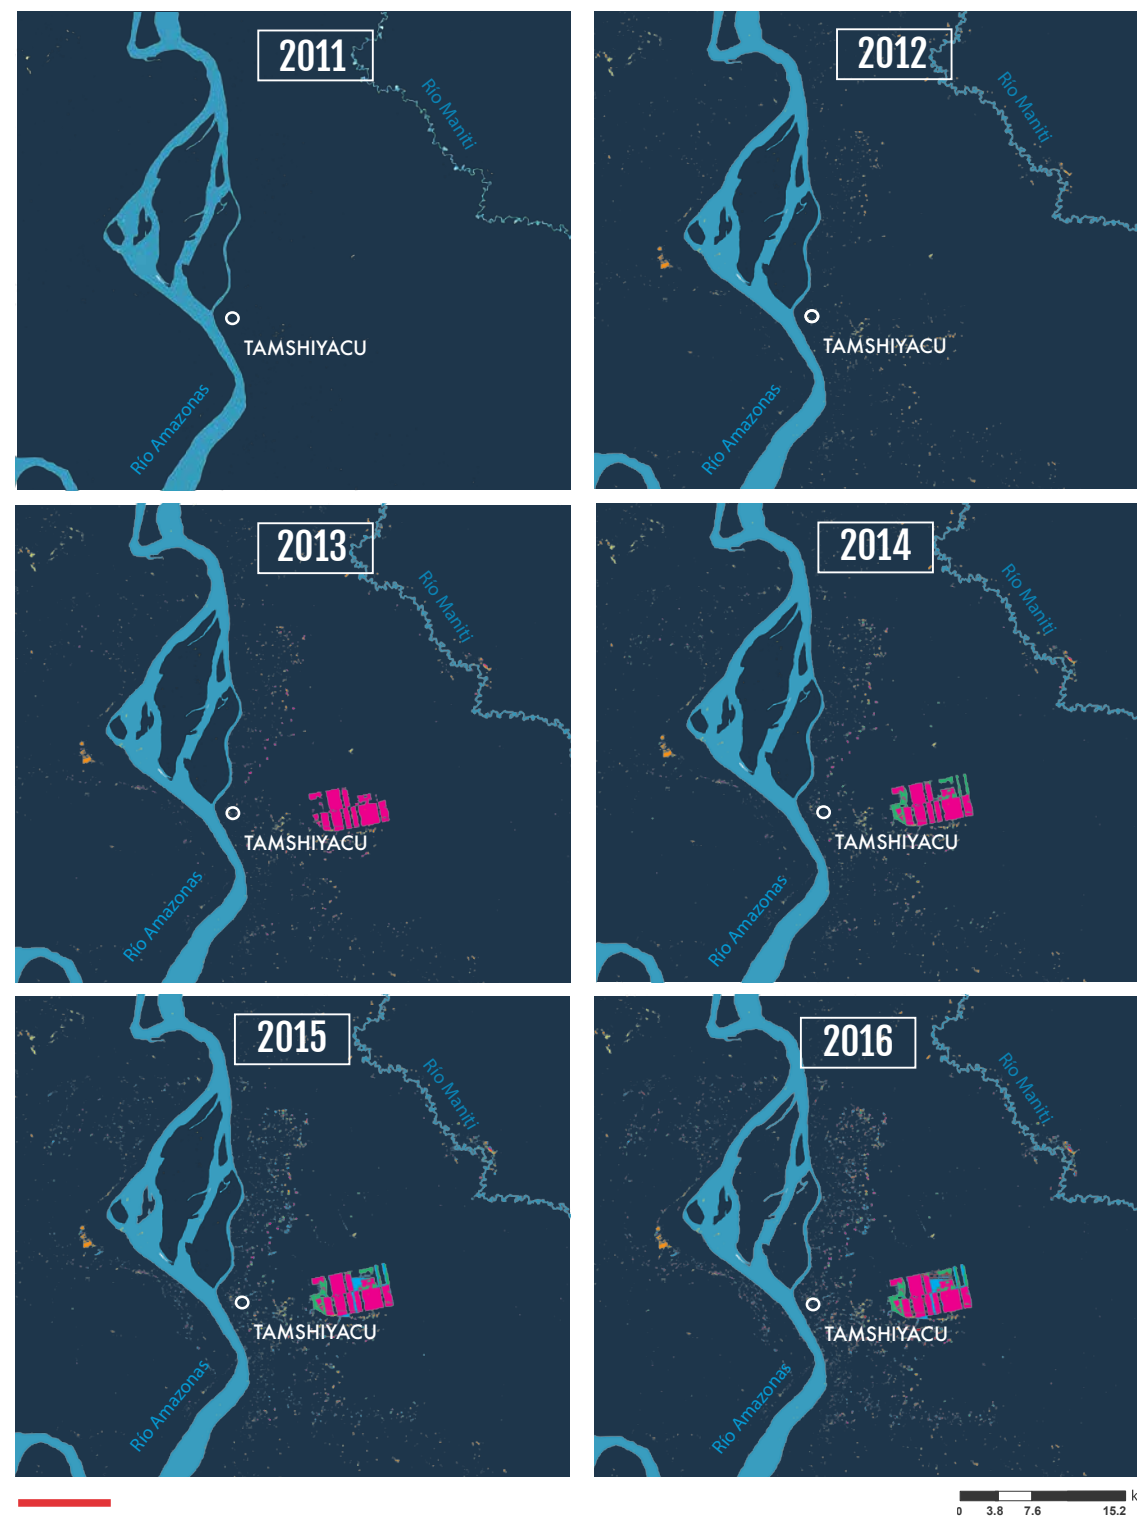 2011
Río Maniti
TAMSHIYACU
Río Amazonas
2012
Río Maniti
TAMSHIYACU
Río Amazonas
2013
Río Maniti
TAMSHIYACU
Río Amazonas
2014
Río Maniti
TAMSHIYACU
Río Amazonas
2015
Río Maniti
TAMSHIYACU
Río Amazonas
2016
Río Maniti
TAMSHIYACU
Río Amazonas
k
0 3.8 7.6 15.2